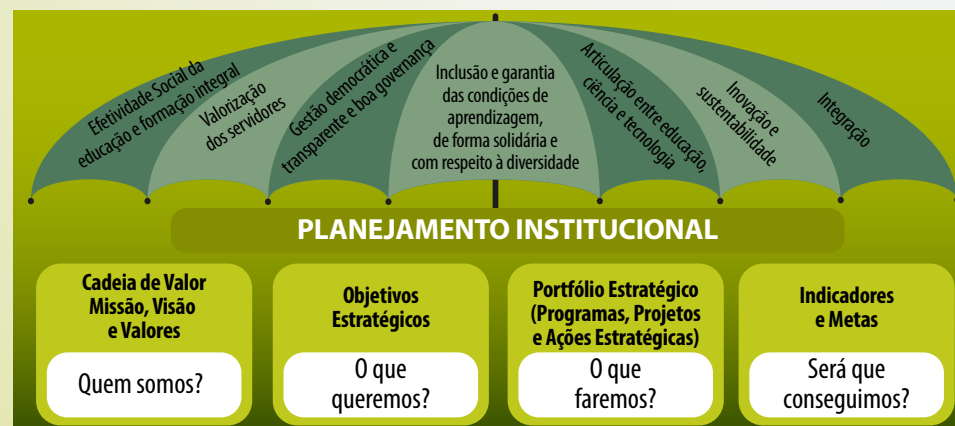 Efetividade Social da
educação e formação integral
Valorização
dos servidores
Gestão democrática e
transparente e boa governança
Inclusão e garantia
das condições de
aprendizagem,
de forma solidária e
com respeito à diversidade
Articulação entre educação,
ciência e tecnologia
Inovação e
sustentabilidade
Integração
PLANEJAMENTO INSTITUCIONAL
Cadeia de Valor
Missão, Visão
e Valores
Quem somos?
Objetivos
Estratégicos
O que
queremos?
Portfólio Estratégico
(Programas, Projetos
e Ações Estratégicas)
O que
faremos?
Indicadores
e Metas
Será que
conseguimos?